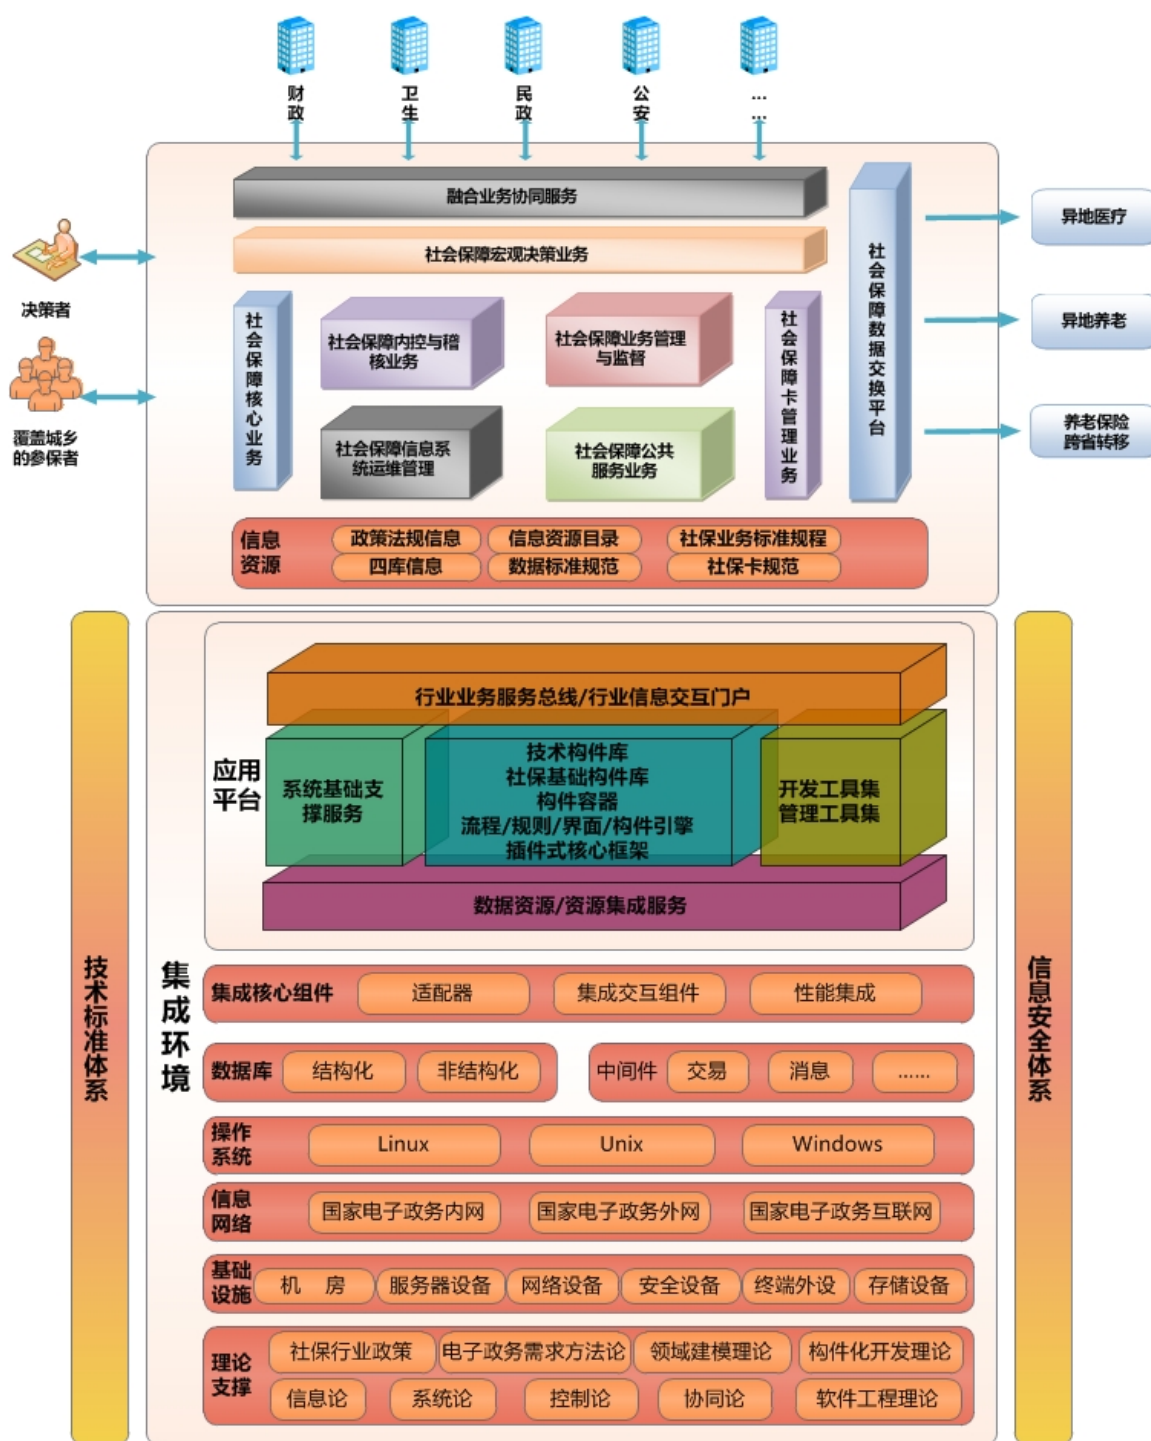 财政
卫生
民政
公安
... ...
融合业务协同服务
社会保障宏观决策业务
决策者
覆盖城乡
的参保者
社会保障核心业务
社会保障内控与稽
核业务
社会保障业务管理
与监督
社会保障信息系
统运维管理
社会保障公共
服务业务
社会保障卡管理业务
社会保障数据交换平台
异地医疗
异地养老
养老保险
跨省转移
信息
资源
政策法规信息
信息资源目录
社保业务标准规程
四库信息
数据标准规范
社保卡规范
技术标准体系
集成环境
信息安全体系
应用
平台
行业业务服务总线/行业信息交互门户
系统基础支
撑服务
技术构件库
社保基础构件库
构件容器
流程/规则/界面/构件引擎
插件式核心框架
开发工具集
管理工具集
数据资源/资源集成服务
集成核心组件
适配器
集成交互组件
性能集成
数据库
结构化
非结构化
中间件
交易
消息
......
操作
系统
Linux
Unix
Windows
信息
网络
国家电子政务内网
国家电子政务外网
国家电子政务互联网
基础
设施
机 房
服务器设备
网络设备
安全设备
终端外设
存储设备
理论
支撑
社保行业政策
电子政务需求方法论
领域建模理论
构件化开发理论
信息论
系统论
控制论
协同论
软件工程理论